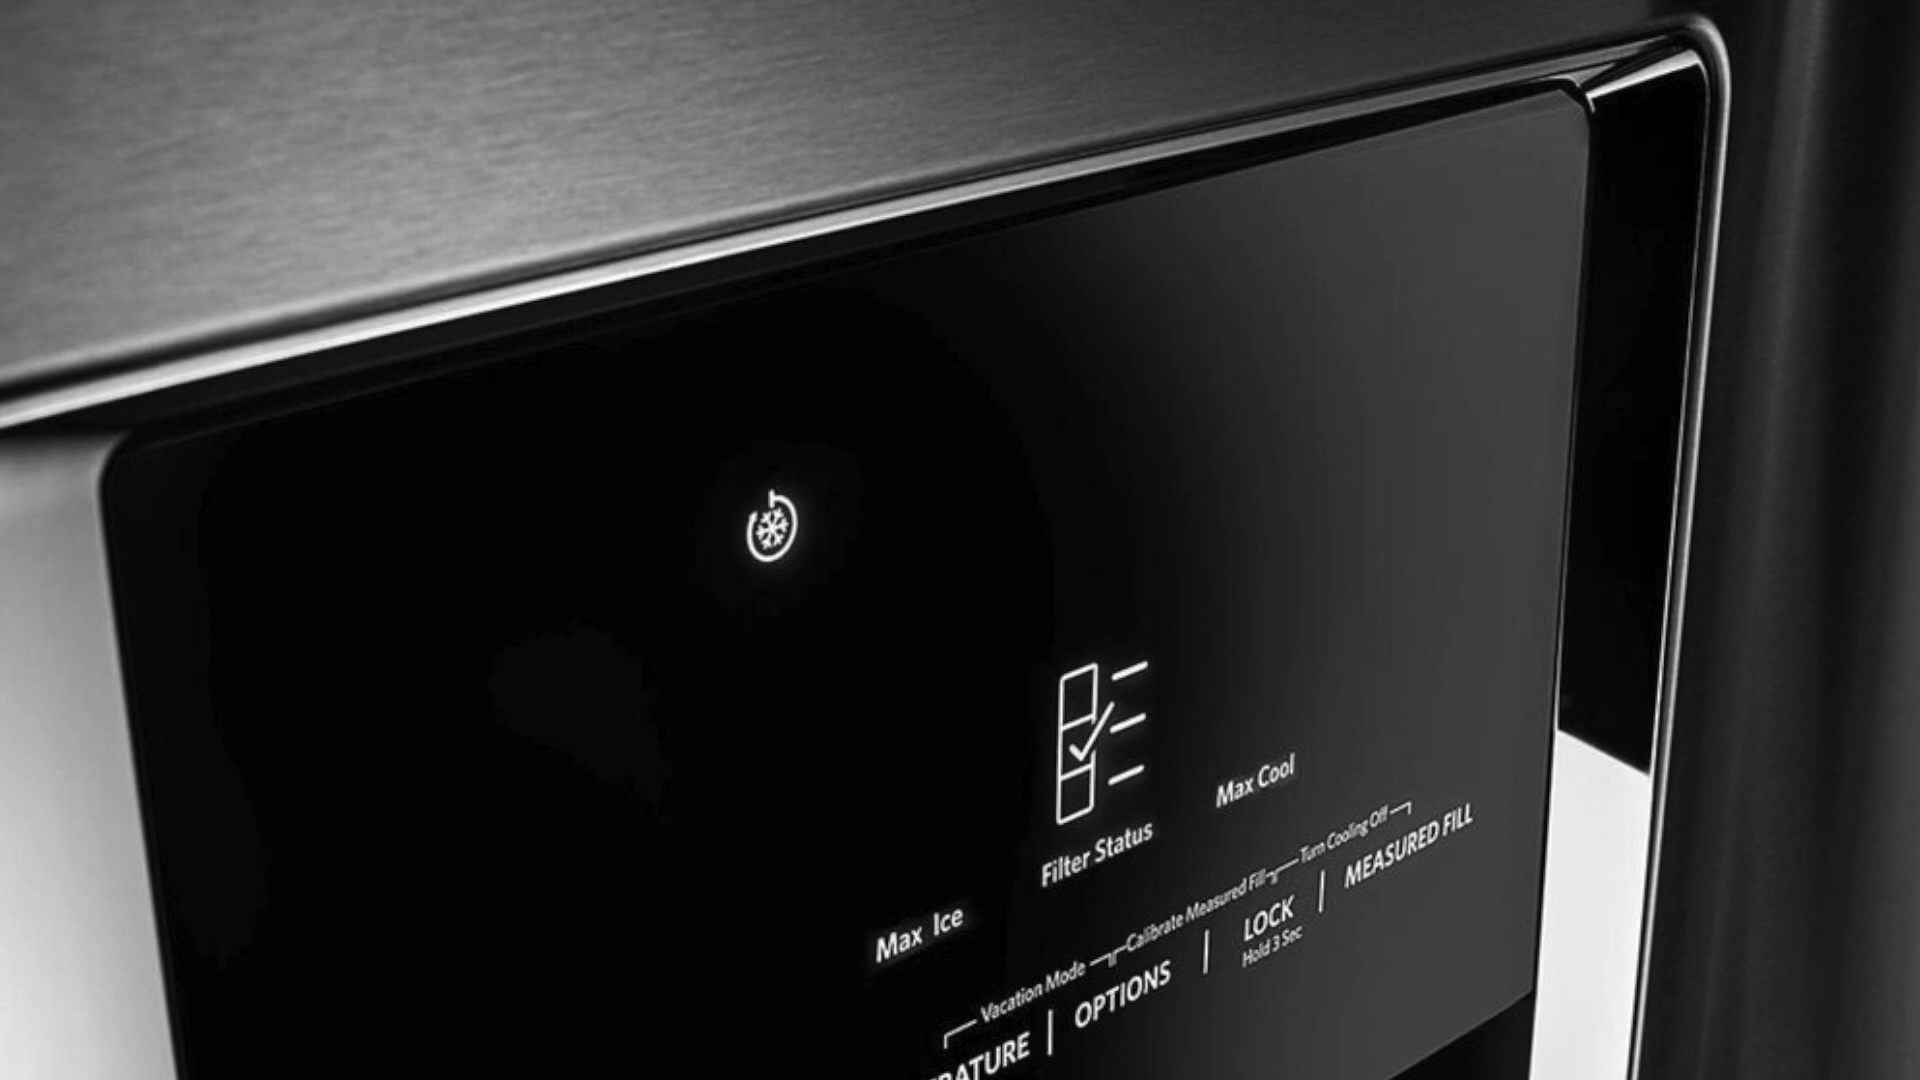 Max Cool
Filter Status
Max Ice
Turn Cooling Off
Calibrate Measured Fill
Vacation Mode
MEASURED FILL
LOCK
Hold 3 Sec
OPTIONS
RATURE